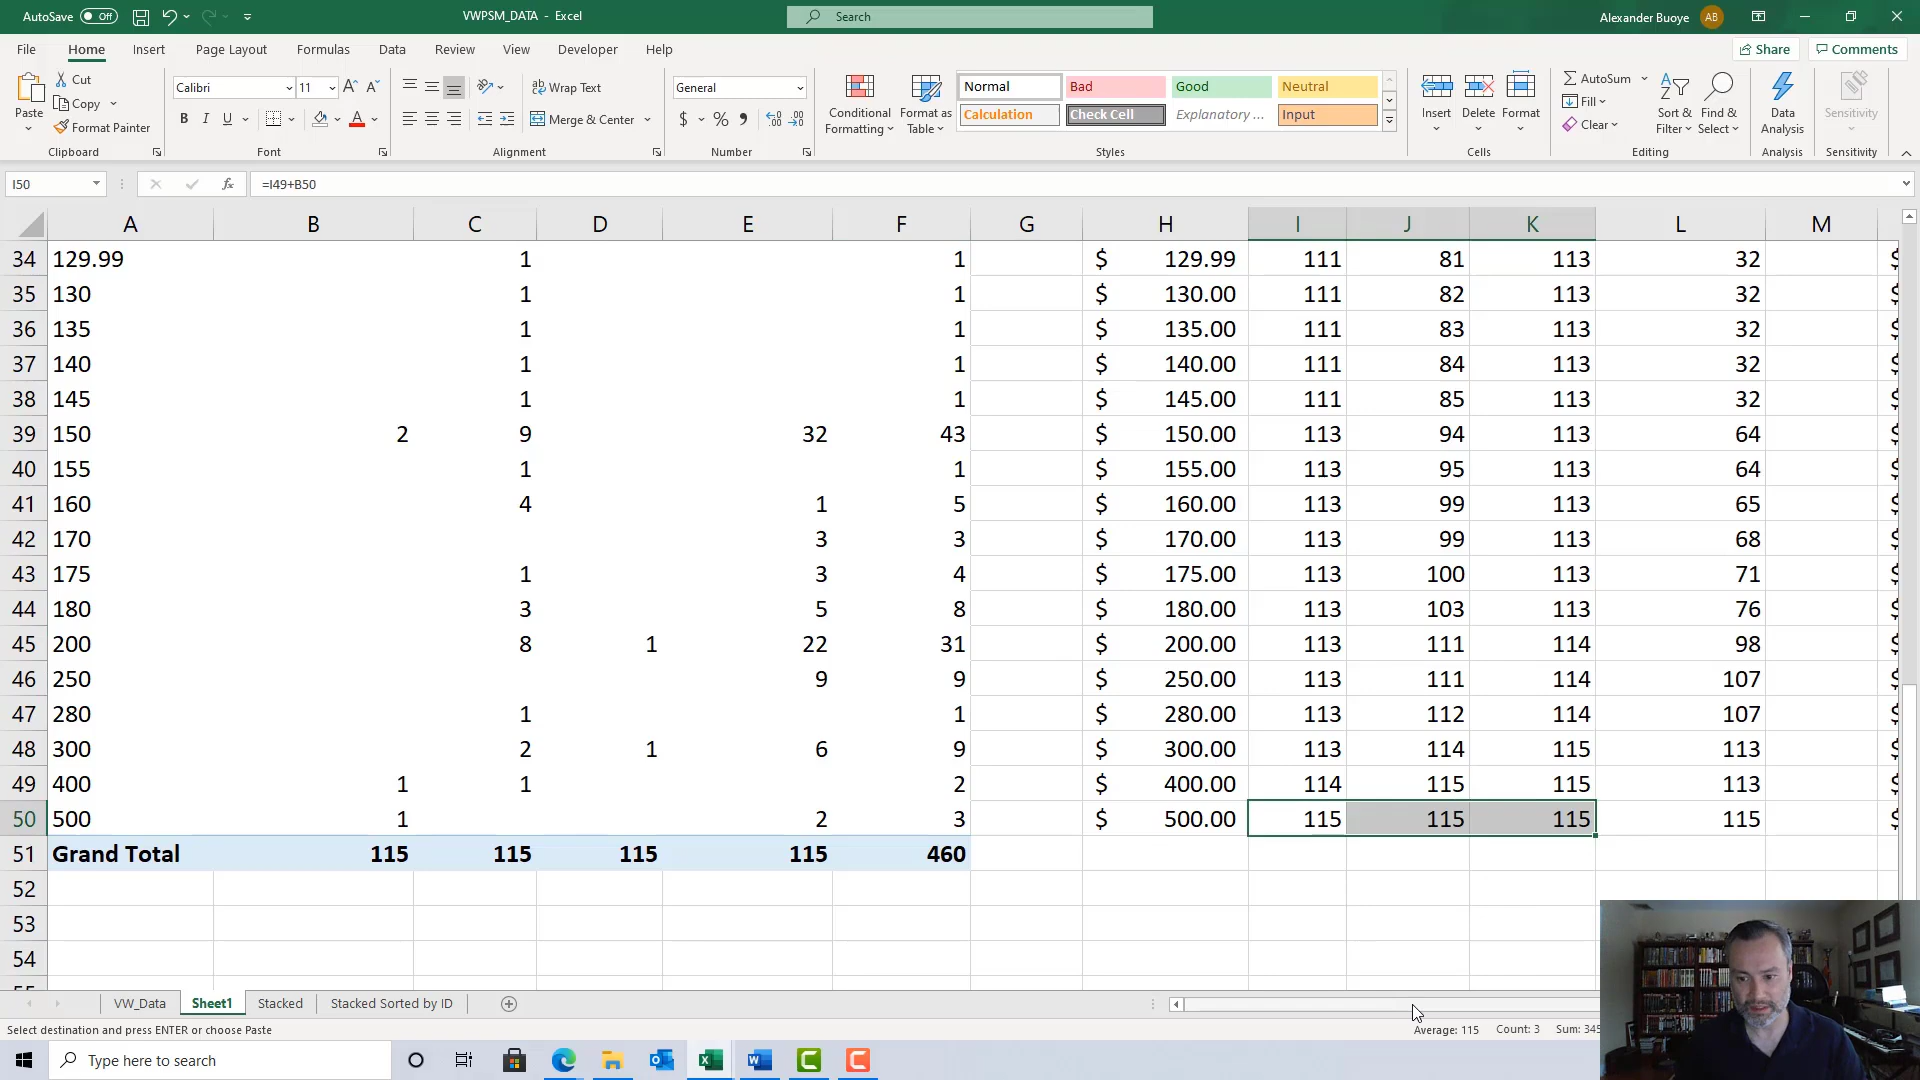 AutoSave Off VWPSM_DATA - Excel Search Alexander Buoye AB
File Home Insert Page Layout Formulas Data Review View Developer Help Share Comments
Paste Cut Copy Format Painter Clipboard
Calibri 11 B I U Font
Wrap Text Merge & Center Alignment
General $ % Number
Conditional Formatting Format as Table
Normal Bad Good Neutral
Calculation Check Cell Explanatory ... Input
Styles
Insert Delete Format Cells
AutoSum Fill Clear Sort & Filter Find & Select Editing
Data Analysis Analysis
Sensitivity Sensitivity
I50 fx =I49+B50
A B C D E F G H I J K L M
34 129.99 1 1 $ 129.99 111 81 113 32 $
35 130 1 1 $ 130.00 111 82 113 32 $
36 135 1 1 $ 135.00 111 83 113 32 $
37 140 1 1 $ 140.00 111 84 113 32 $
38 145 1 1 $ 145.00 111 85 113 32 $
39 150 2 9 32 43 $ 150.00 113 94 113 64 $
40 155 1 1 $ 155.00 113 95 113 64 $
41 160 4 1 5 $ 160.00 113 99 113 65 $
42 170 3 3 $ 170.00 113 99 113 68 $
43 175 1 3 4 $ 175.00 113 100 113 71 $
44 180 3 5 8 $ 180.00 113 103 113 76 $
45 200 8 1 22 31 $ 200.00 113 111 114 98 $
46 250 9 9 $ 250.00 113 111 114 107 $
47 280 1 1 $ 280.00 113 112 114 107 $
48 300 2 1 6 9 $ 300.00 113 114 115 113 $
49 400 1 1 2 $ 400.00 114 115 115 113 $
50 500 1 2 3 $ 500.00 115 115 115 115 $
51 Grand Total 115 115 115 115 460
52
53
54
VW_Data Sheet1 Stacked Stacked Sorted by ID
Select destination and press ENTER or choose Paste Average: 115 Count: 3 Sum: 345
Type here to search